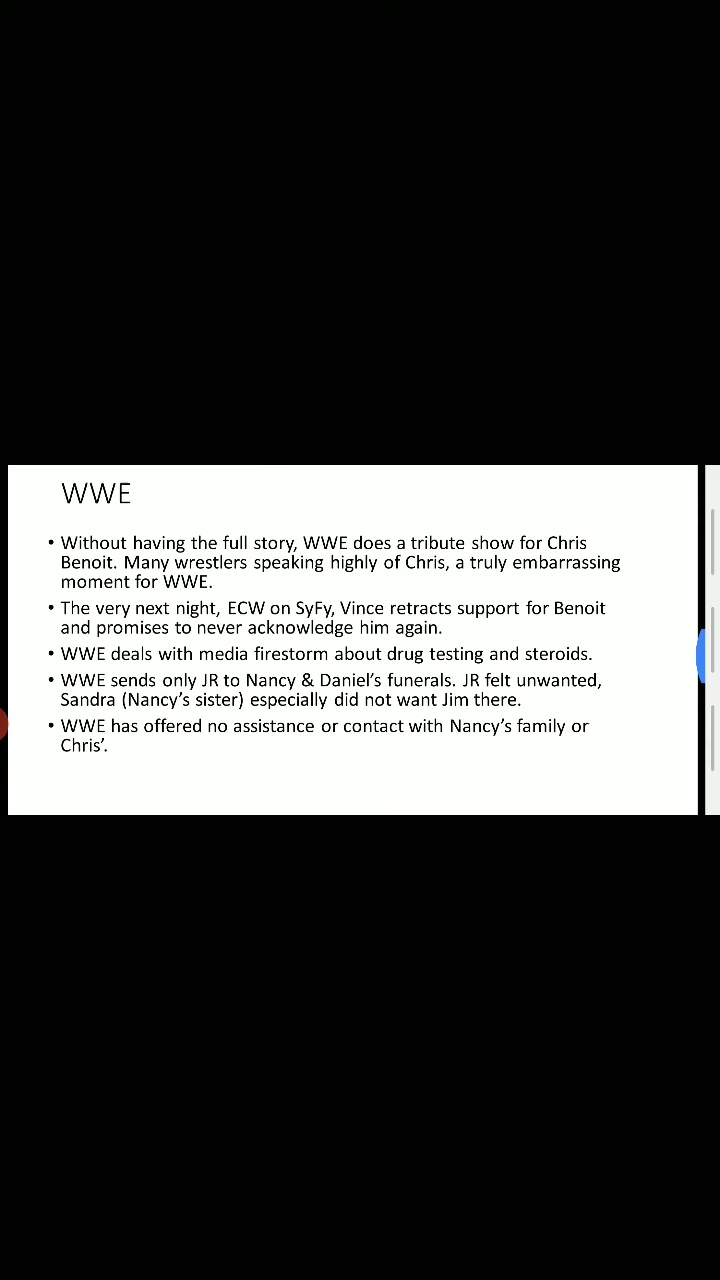 WWE
• Without having the full story, WWE does a tribute show for Chris
Benoit. Many wrestlers speaking highly of Chris, a truly embarrassing
moment for WWE.
• The very next night, ECW on SyFy, Vince retracts support for Benoit
and promises to never acknowledge him again.
• WWE deals with media firestorm about drug testing and steroids.
• WWE sends only JR to Nancy & Daniel’s funerals. JR felt unwanted,
Sandra (Nancy’s sister) especially did not want Jim there.
• WWE has offered no assistance or contact with Nancy’s family or
Chris’.